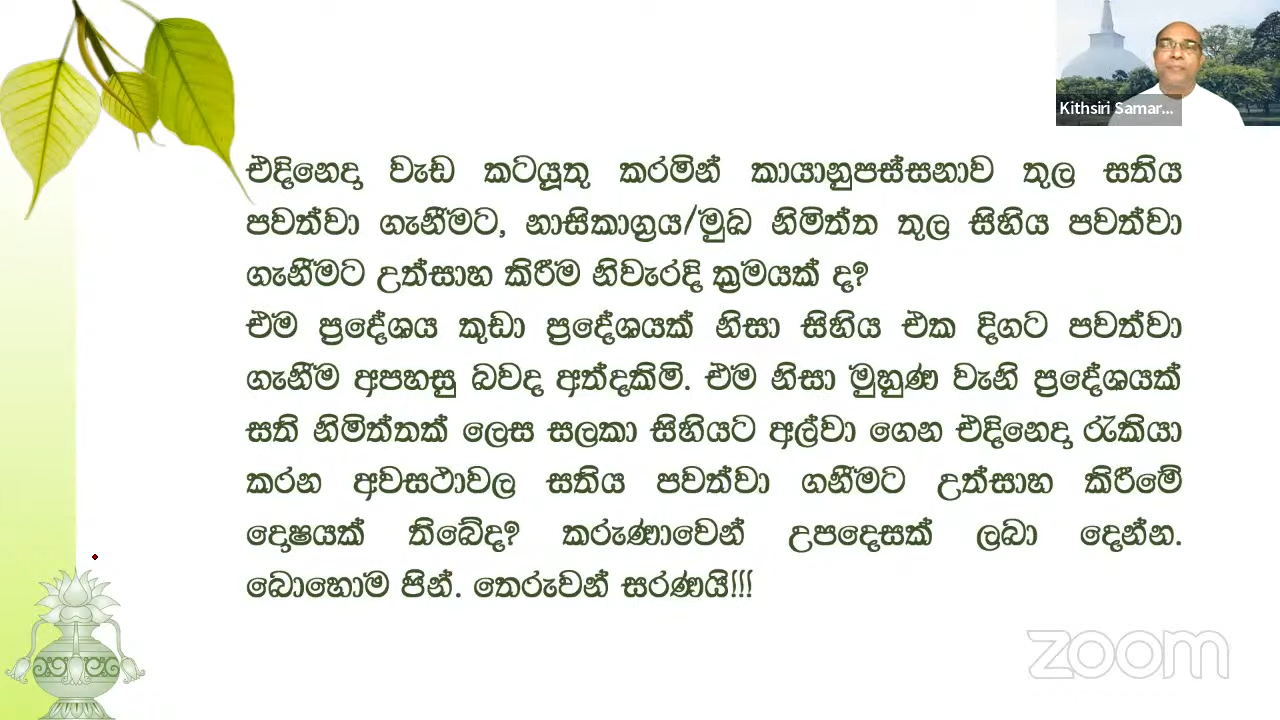 Kithsiri Samar...
එදිනෙදා වැඩ කටයුතු කරමින් කායානුපස්සනාව තුල සතිය
පවත්වා ගැනීමට, නාසිකාග්‍රය/මුඛ නිමිත්ත තුල සිහිය පවත්වා
ගැනීමට උත්සාහ කිරීම නිවැරදි ක්‍රමයක් ද?
එම ප්‍රදේශය කුඩා ප්‍රදේශයක් නිසා සිහිය එක දිගට පවත්වා
ගැනීම අපහසු බවද අත්දකිමි. එම නිසා මුහුණ වැනි ප්‍රදේශයක්
සති නිමිත්තක් ලෙස සලකා සිහියට අල්වා ගෙන එදිනෙදා රැකියා
කරන අවසථාවල සතිය පවත්වා ගනීමට උත්සාහ කිරීමේ
දොෂයක් තිබේද? කරුණාවෙන් උපදෙසක් ලබා දෙන්න.
බොහොම පින්. තෙරුවන් සරණයි!!!
zoom